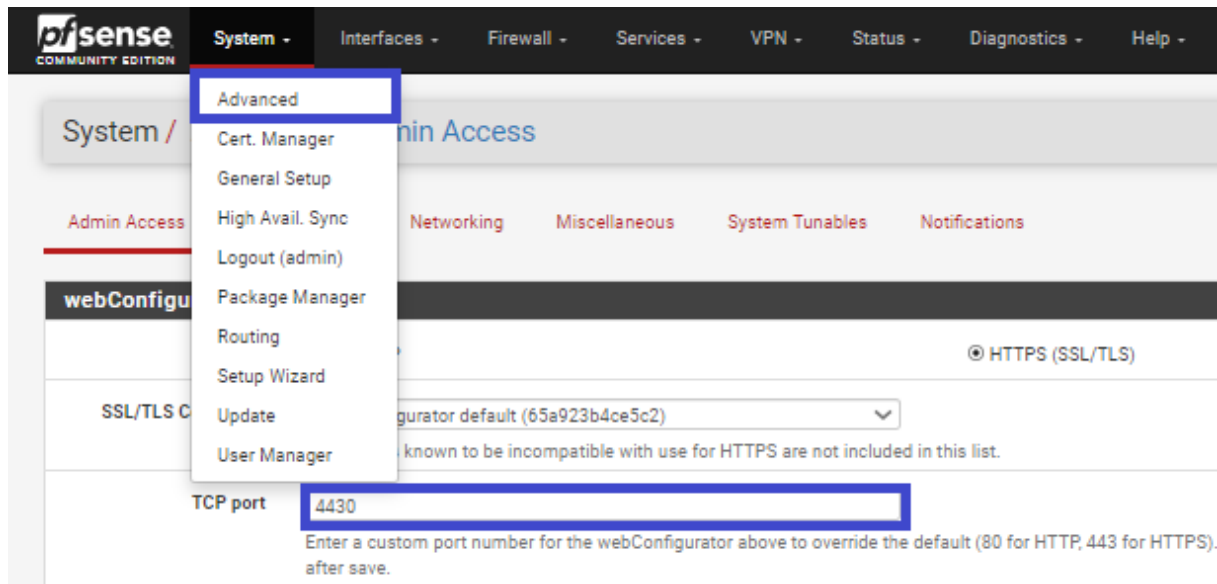 pfsense
COMMUNITY EDITION
System Interfaces Firewall Services VPN Status Diagnostics Help
Advanced
System / min Access
Cert. Manager
General Setup
Admin Access Networking Miscellaneous System Tunables Notifications
High Avail. Sync
Logout (admin)
webConfigu
Package Manager
Routing
HTTPS (SSL/TLS)
Setup Wizard
SSL/TLS C
Update
gurator default (65a923b4ce5c2)
User Manager
known to be incompatible with use for HTTPS are not included in this list.
TCP port 4430
Enter a custom port number for the webConfigurator above to override the default (80 for HTTP, 443 for HTTPS).
after save.